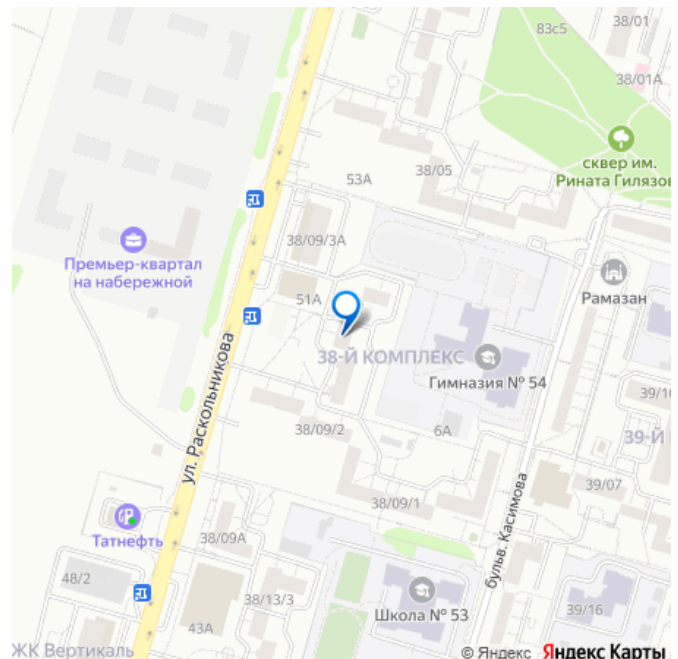 83с5
38/01
38/01А
сквер им.
Рината Гилязов
38/05
53А
38/09/3А
Премьер-квартал
на набережной
Рамазан
51А
38-Й КОМПЛЕКС
Гимназия № 54
ул. Раскольникова
39/1
38/09/2
6А
39-Й
39/07
38/09/1
бульв. Касимова
Татнефть
38/09А
48/2
38/13/3
Школа № 53
39/16
43А
ЖК Вертикаль
© Яндекс Яндекс Карты